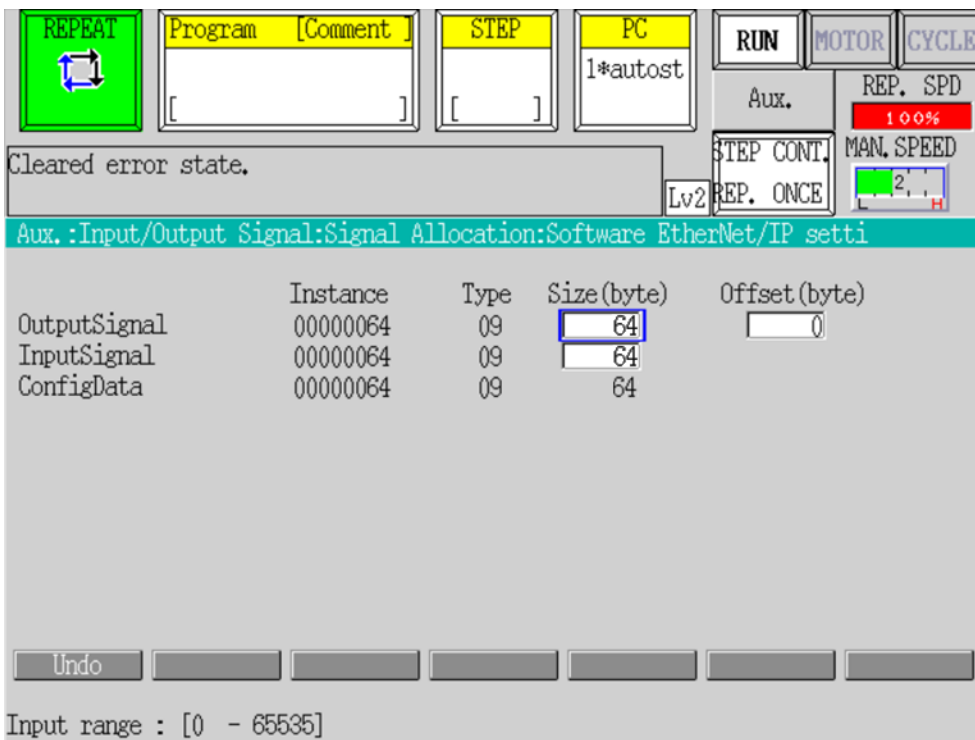 REPEAT
Program [Comment ]
[ ]
STEP
[ ]
PC
1*autost
RUN
MOTOR
CYCLE
Aux.
REP. SPD
100%
Cleared error state.
Lv2
STEP CONT.
REP. ONCE
MAN.SPEED
2
L H
Aux.:Input/Output Signal:Signal Allocation:Software EtherNet/IP setti
Instance Type Size(byte) Offset(byte)
OutputSignal 00000064 09 64 0
InputSignal 00000064 09 64
ConfigData 00000064 09 64
Undo
Input range : [0 - 65535]